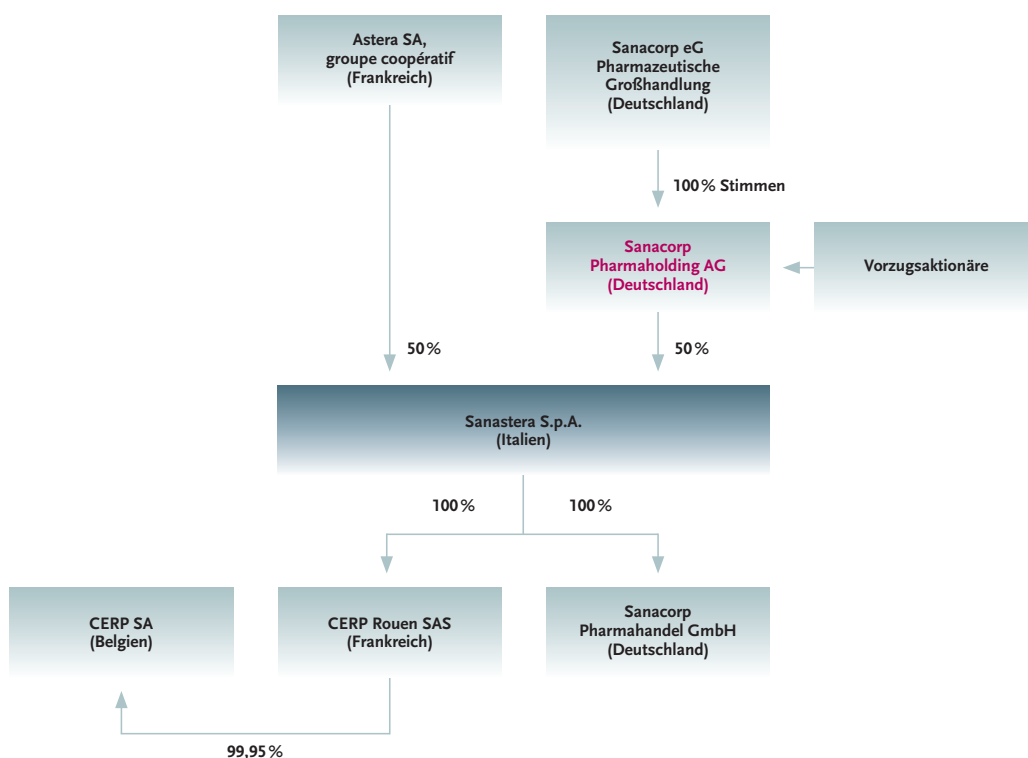 Astera SA,
groupe coopératif
(Frankreich)
Sanacorp eG
Pharmazeutische
Großhandlung
(Deutschland)
100% Stimmen
Sanacorp
Pharmaholding AG
(Deutschland)
Vorzugsaktionäre
50%
50%
Sanastera S.p.A.
(Italien)
100%
100%
CERP SA
(Belgien)
CERP Rouen SAS
(Frankreich)
Sanacorp
Pharmahandel GmbH
(Deutschland)
99,95%